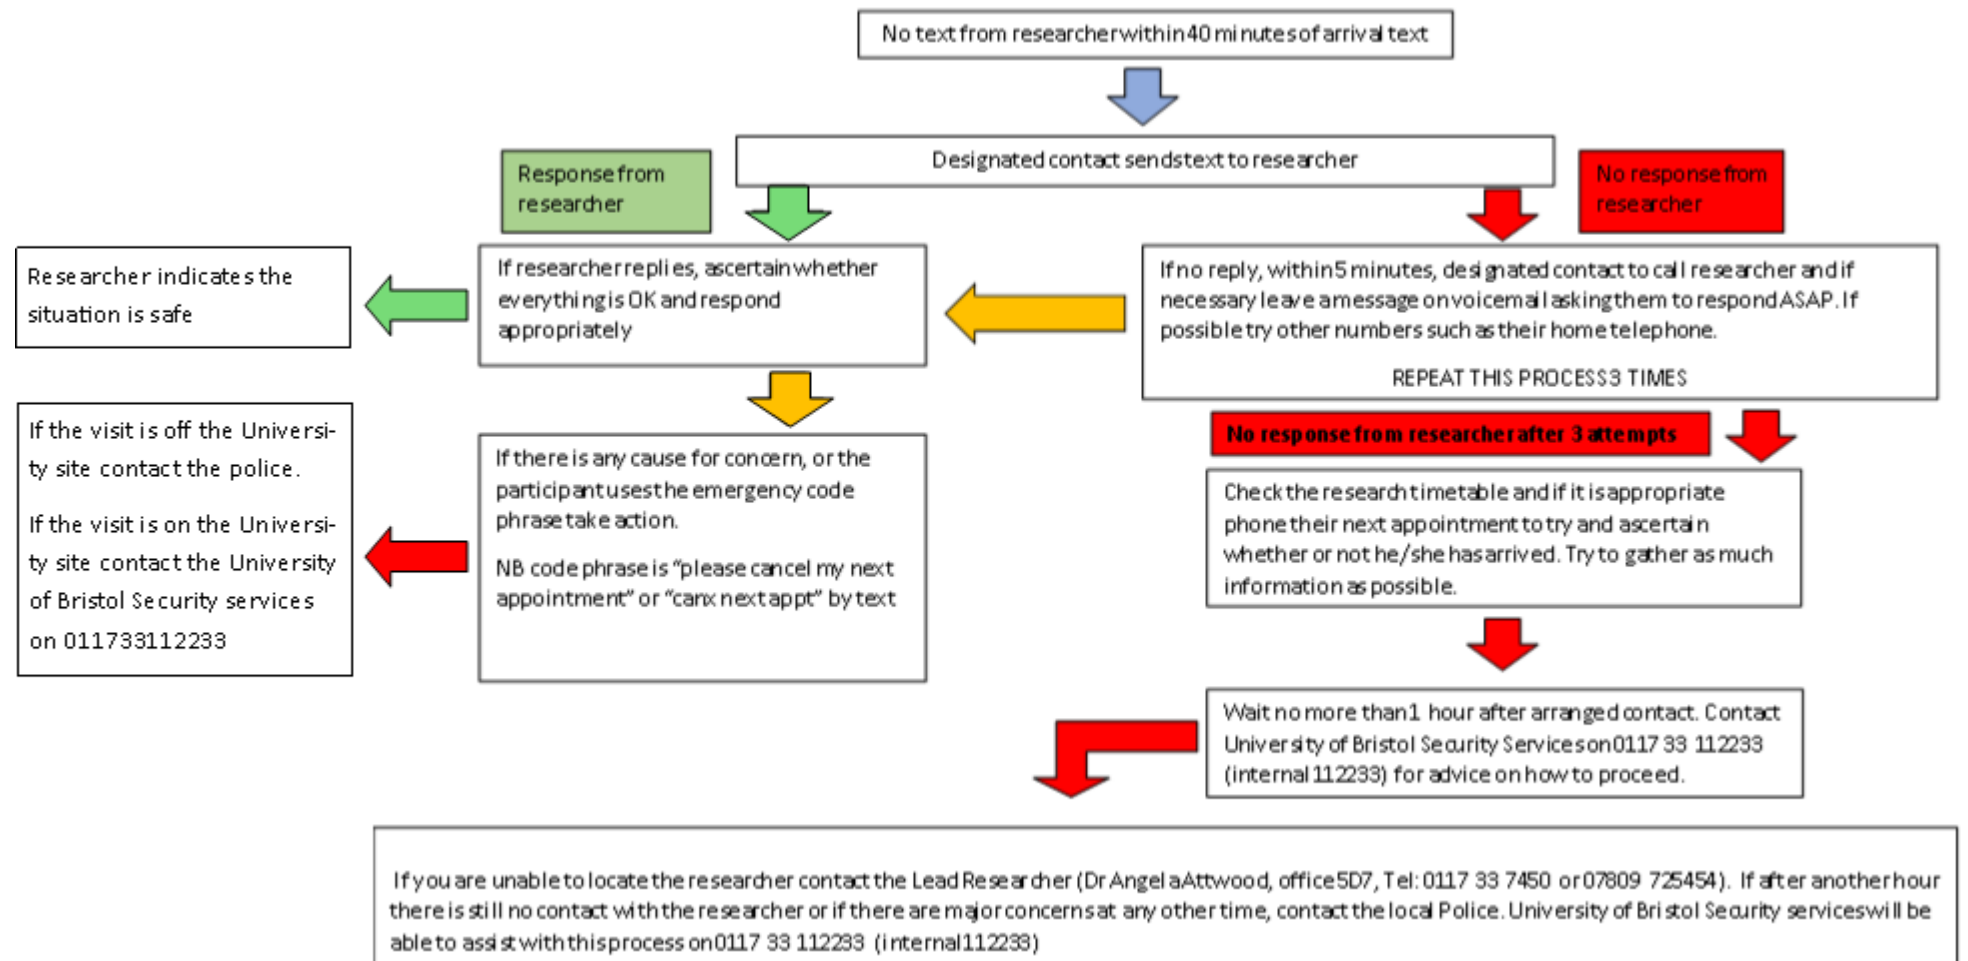 No text from researcher within 40 minutes of arrival text
Designated contact sends text to researcher
Response from
researcher
No response from
researcher
Researcher indicates the
situation is safe
If researcher replies, ascertain whether
everything is OK and respond
appropriately
If no reply, within 5 minutes, designated contact to call researcher and if
necessary leave a message on voicemail asking them to respond ASAP. If
possible try other numbers such as their home telephone.
REPEAT THIS PROCESS 3 TIMES
If the visit is off the Universi-
ty site contact the police.
If the visit is on the Universi-
ty site contact the University
of Bristol Security services
on 011733112233
If there is any cause for concern, or the
participant uses the emergency code
phrase take action.
NB code phrase is “please cancel my next
appointment” or “canx next appt” by text
No response from researcher after 3 attempts
Check the research timetable and if it is appropriate
phone their next appointment to try and ascertain
whether or not he/she has arrived. Try to gather as much
information as possible.
Wait no more than 1 hour after arranged contact. Contact
University of Bristol Security Services on 0117 33 112233
(internal 112233) for advice on how to proceed.
If you are unable to locate the researcher contact the Lead Researcher (Dr Angela Attwood, office 5D7, Tel: 0117 33 7450 or 07809 725454). If after another hour
there is still no contact with the researcher or if there are major concerns at any other time, contact the local Police. University of Bristol Security services will be
able to assist with this process on 0117 33 112233 (internal 112233)